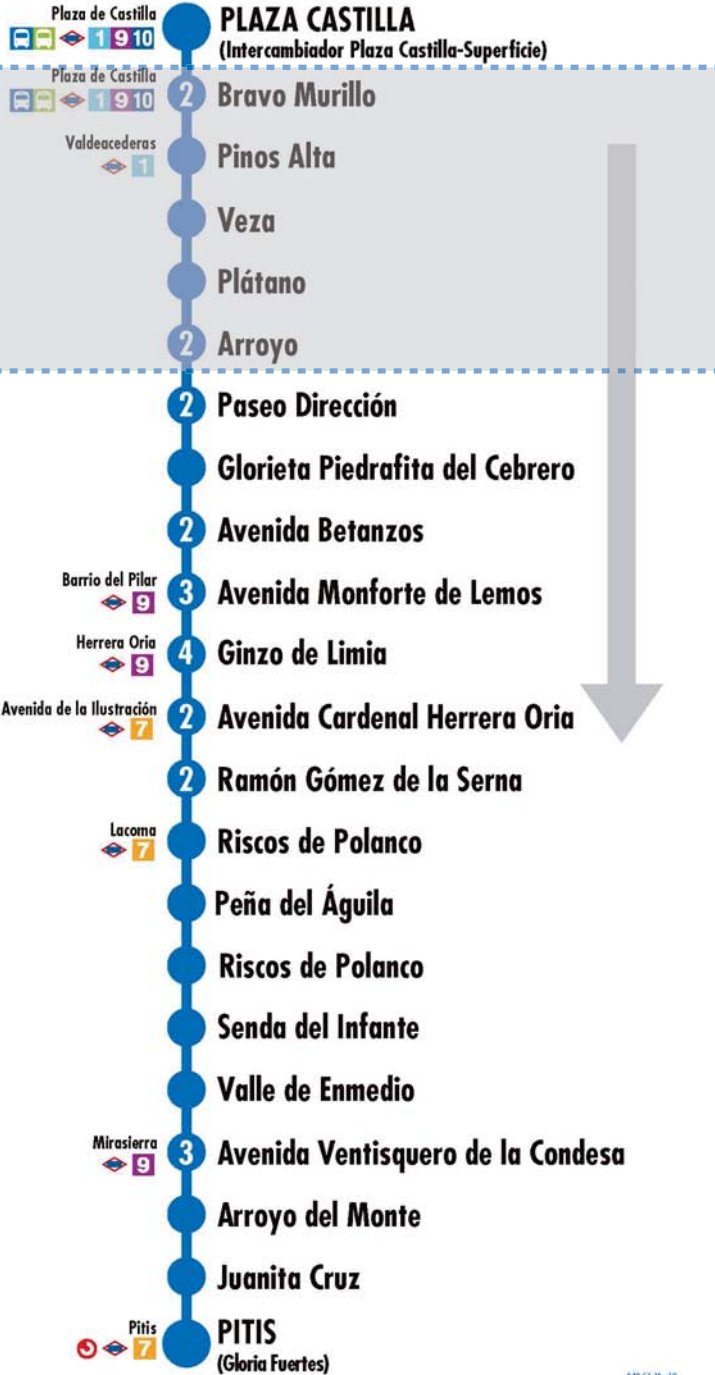 Plaza de Castilla
1 9 10
PLAZA CASTILLA
(Intercambiador Plaza Castilla-Superficie)
Plaza de Castilla
1 9 10
2 Bravo Murillo
Valdeacederas
1
Pinos Alta
Veza
Plátano
2 Arroyo
2 Paseo Dirección
Glorieta Piedrafita del Cebrero
2 Avenida Betanzos
Barrio del Pilar
9
3 Avenida Monforte de Lemos
Herrera Oria
9
4 Ginzo de Limia
Avenida de la Ilustración
7
2 Avenida Cardenal Herrera Oria
2 Ramón Gómez de la Serna
Lacoma
7
Riscos de Polanco
Peña del Águila
Riscos de Polanco
Senda del Infante
Valle de Enmedio
Mirasierra
9
3 Avenida Ventisquero de la Condesa
Arroyo del Monte
Juanita Cruz
Pitis
7
PITIS
(Gloria Fuertes)